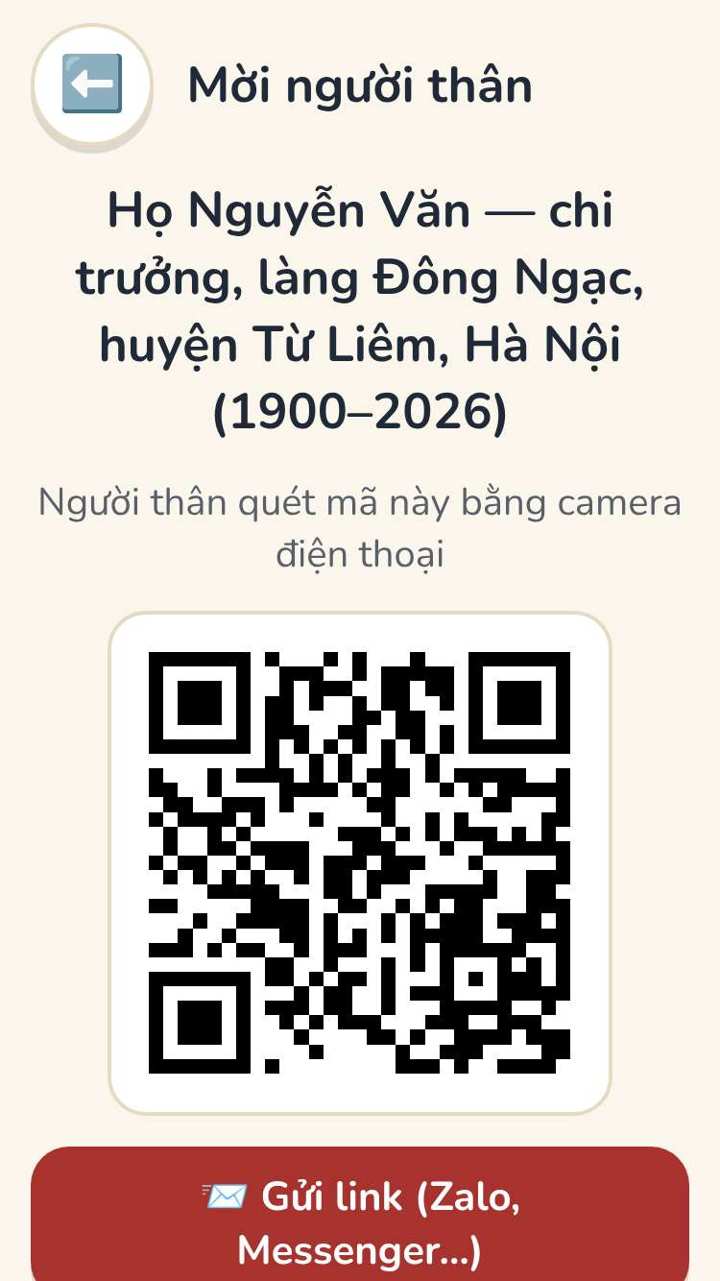 Mời người thân
Họ Nguyễn Văn — chi
trưởng, làng Đông Ngạc,
huyện Từ Liêm, Hà Nội
(1900–2026)
Người thân quét mã này bằng camera
điện thoại
Gửi link (Zalo,
Messenger...)